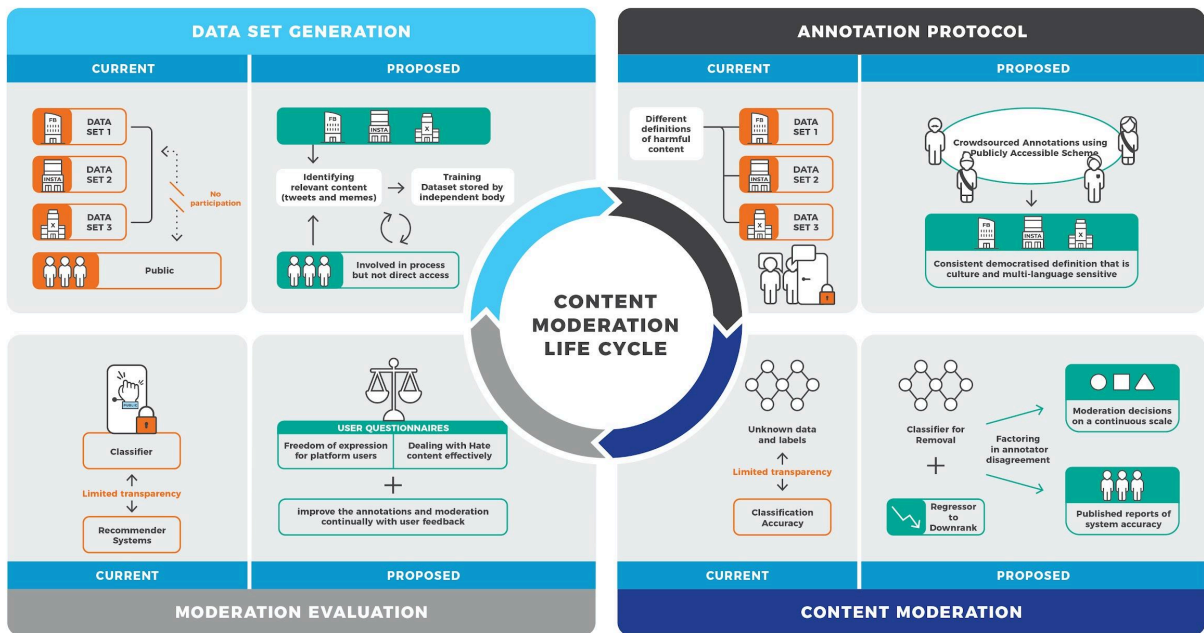 DATA SET GENERATION
CURRENT
PROPOSED
FB
DATA
SET 1
INSTA
DATA
SET 2
X
DATA
SET 3
No
participation
Public
FB
INSTA
X
Identifying
relevant content
(tweets and memes)
Training
Dataset stored by
independent body
Involved in process
but not direct access
ANNOTATION PROTOCOL
CURRENT
PROPOSED
Different
definitions
of harmful
content
FB
DATA
SET 1
INSTA
DATA
SET 2
X
DATA
SET 3
Crowdsourced Annotations using
Publicly Accessible Scheme
FB
INSTA
X
Consistent democratised definition that is
culture and multi-language sensitive
CONTENT
MODERATION
LIFE CYCLE
PUBLIC
Classifier
Limited transparency
Recommender
Systems
USER QUESTIONNAIRES
Freedom of expression
for platform users
Dealing with Hate
content effectively
improve the annotations and moderation
continually with user feedback
CURRENT
PROPOSED
MODERATION EVALUATION
Unknown data
and labels
Limited transparency
Classification
Accuracy
Classifier for
Removal
Regressor
to
Downrank
Factoring
in annotator
disagreement
Moderation decisions
on a continuous scale
Published reports of
system accuracy
CURRENT
PROPOSED
CONTENT MODERATION